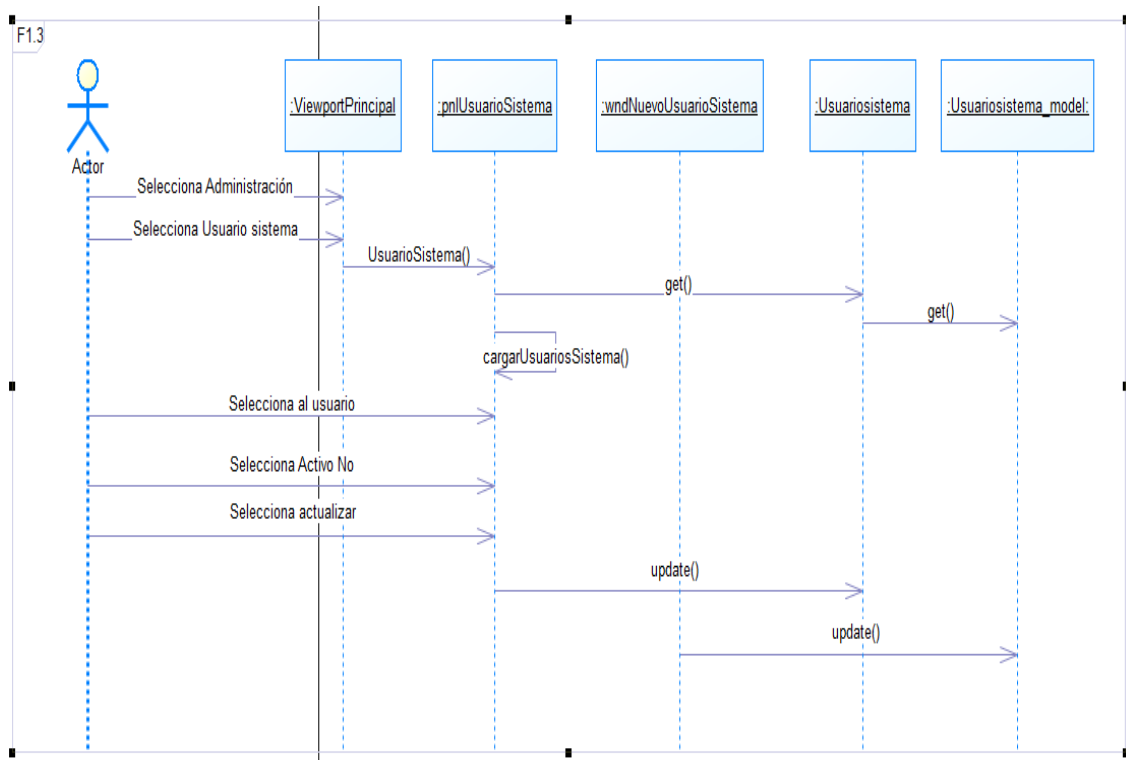 F1.3
:ViewportPrincipal
:pnlUsuarioSistema
:wndNuevoUsuarioSistema
:Usuariosistema
:Usuariosistema_model:
Actor
Selecciona Administración
Selecciona Usuario sistema
UsuarioSistema()
get()
get()
cargarUsuariosSistema()
Selecciona al usuario
Selecciona Activo No
Selecciona actualizar
update()
update()